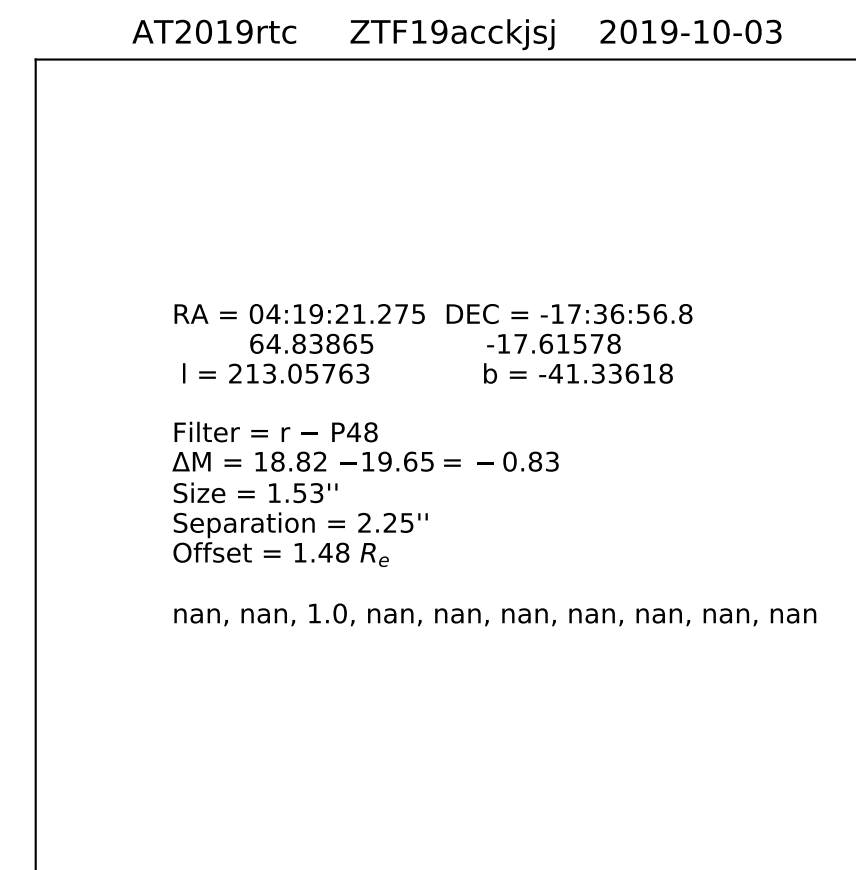 AT2019rtc ZTF19acckjsj 2019-10-03
RA = 04:19:21.275 DEC = -17:36:56.8
64.83865 -17.61578
l = 213.05763 b = -41.33618
Filter = r − P48
ΔM = 18.82 −19.65 = − 0.83
Size = 1.53''
Separation = 2.25''
Offset = 1.48 Re
nan, nan, 1.0, nan, nan, nan, nan, nan, nan, nan